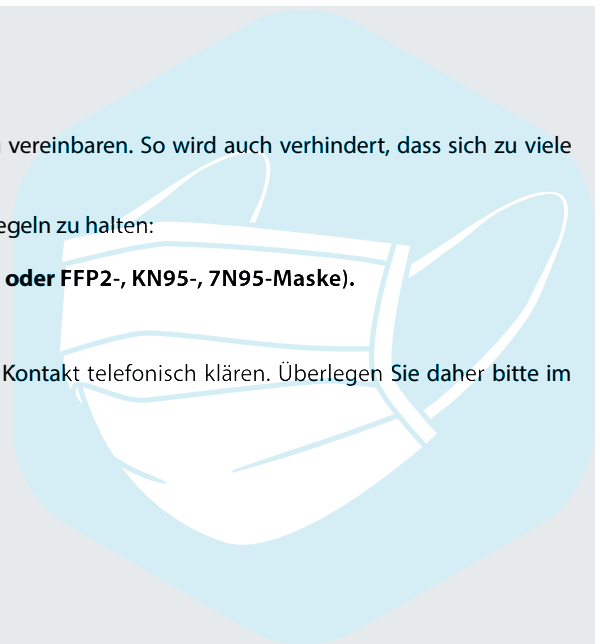 vereinbaren. So wird auch verhindert, dass sich zu viele
egeln zu halten:
oder FFP2-, KN95-, 7N95-Maske).
Kontakt telefonisch klären. Überlegen Sie daher bitte im